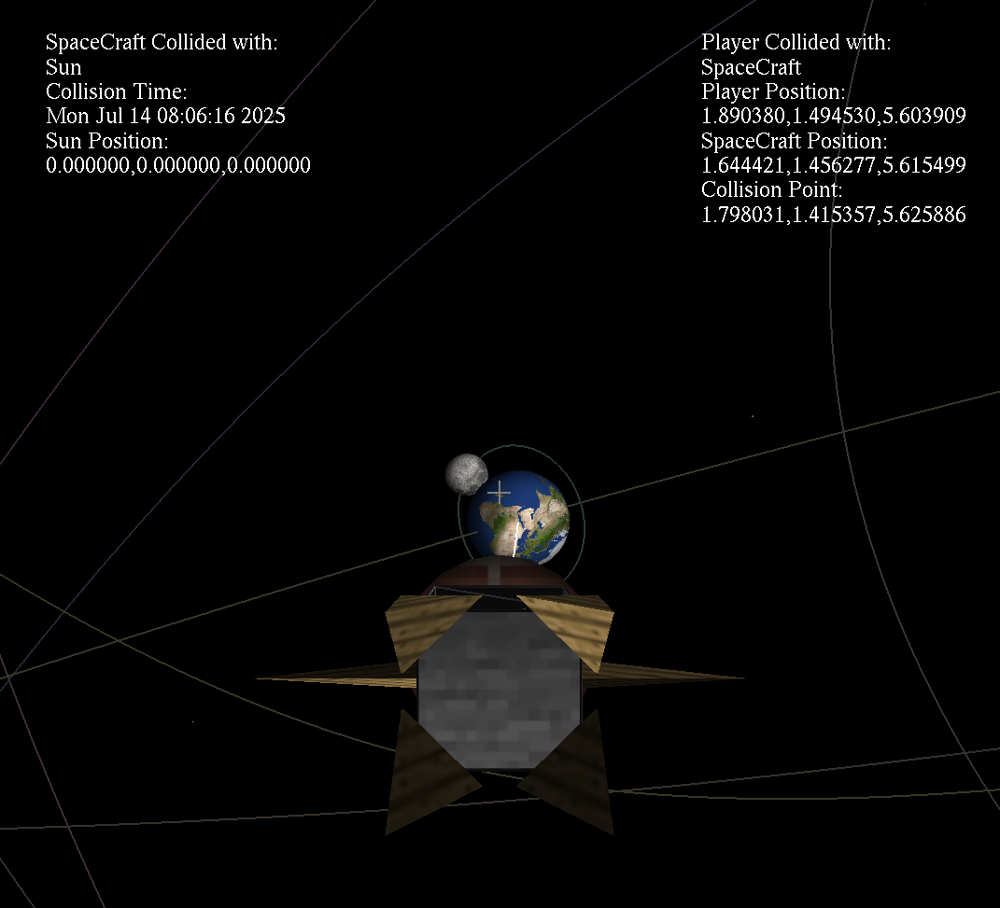 SpaceCraft Collided with:
Sun
Collision Time:
Mon Jul 14 08:06:16 2025
Sun Position:
0.000000,0.000000,0.000000
Player Collided with:
SpaceCraft
Player Position:
1.890380,1.494530,5.603909
SpaceCraft Position:
1.644421,1.456277,5.615499
Collision Point:
1.798031,1.415357,5.625886